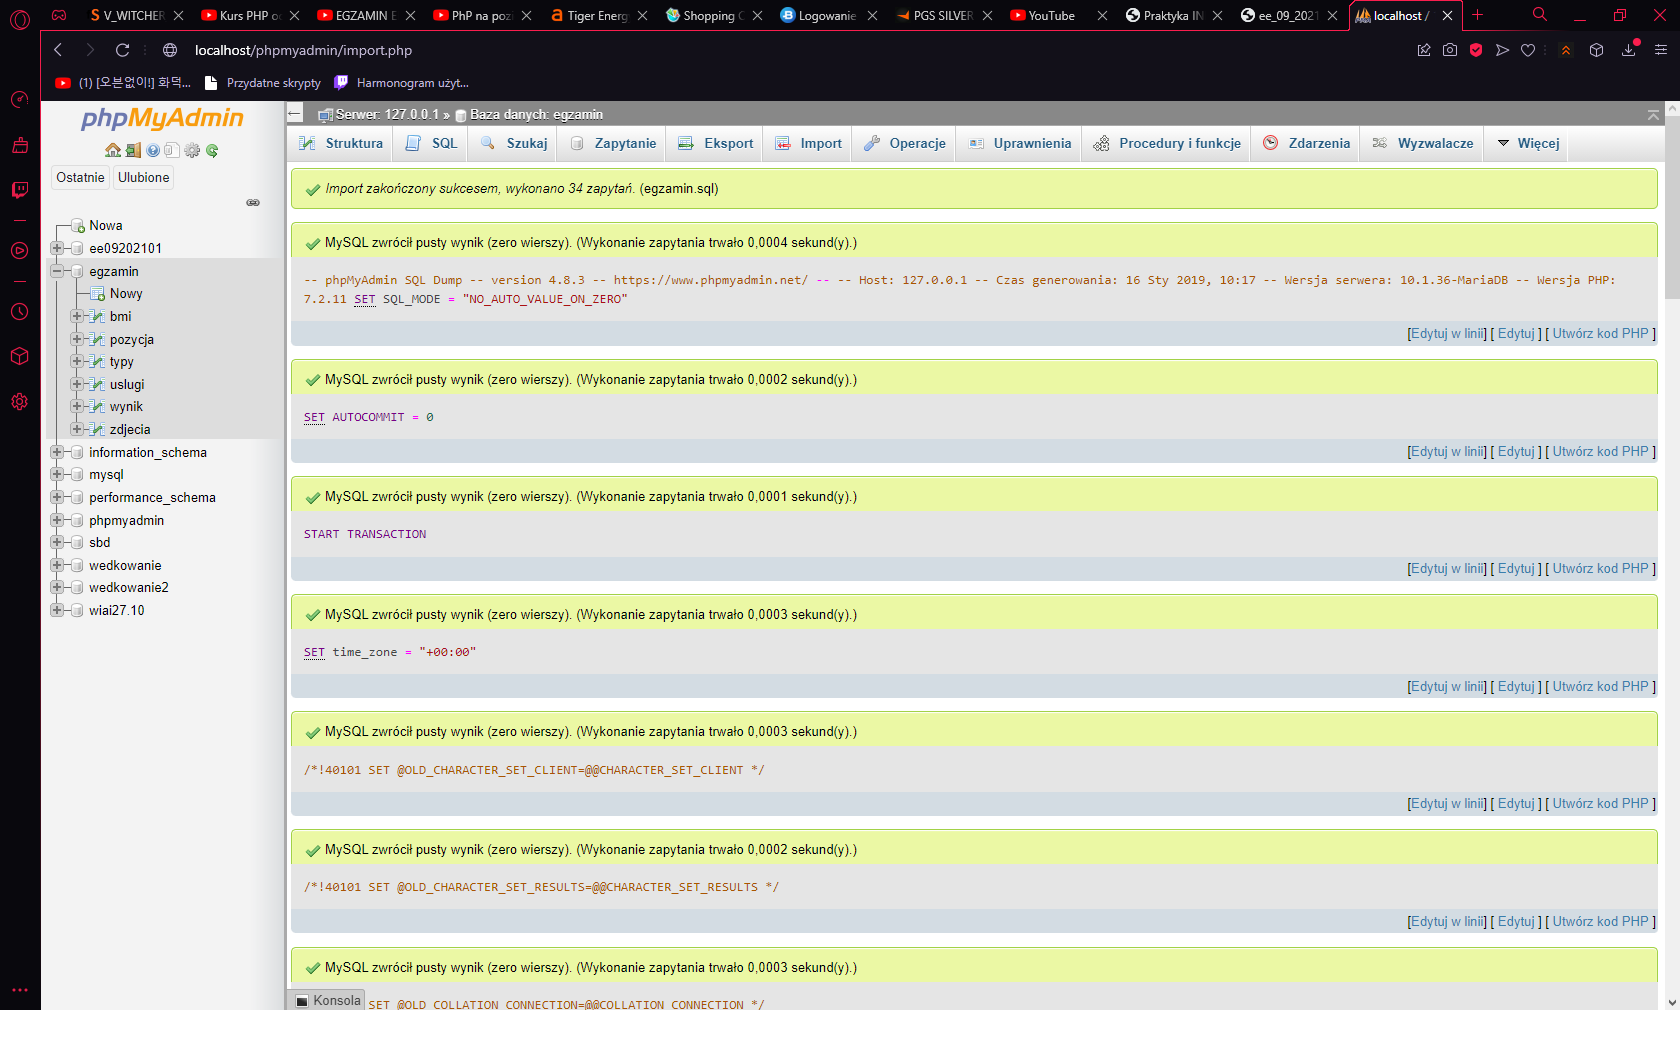 V_WITCHER
Kurs PHP o
EGZAMIN E
PhP na pozi
Tiger Energ
Shopping C
Logowanie
PGS SILVER
YouTube
Praktyka IN
ee_09_2021
localhost /
localhost/phpmyadmin/import.php
(1) [오븐없이!] 화덕...
Przydatne skrypty
Harmonogram użyt...
phpMyAdmin
Ostatnie
Ulubione
Nowa
ee09202101
egzamin
Nowy
bmi
pozycja
typy
uslugi
wynik
zdjecia
information_schema
mysql
performance_schema
phpmyadmin
sbd
wedkowanie
wedkowanie2
wiai27.10
Serwer: 127.0.0.1 » Baza danych: egzamin
Struktura
SQL
Szukaj
Zapytanie
Eksport
Import
Operacje
Uprawnienia
Procedury i funkcje
Zdarzenia
Wyzwalacze
Więcej
Import zakończony sukcesem, wykonano 34 zapytań. (egzamin.sql)
MySQL zwrócił pusty wynik (zero wierszy). (Wykonanie zapytania trwało 0,0004 sekund(y).)
-- phpMyAdmin SQL Dump -- version 4.8.3 -- https://www.phpmyadmin.net/ -- -- Host: 127.0.0.1 -- Czas generowania: 16 Sty 2019, 10:17 -- Wersja serwera: 10.1.36-MariaDB -- Wersja PHP:
7.2.11 SET SQL_MODE = "NO_AUTO_VALUE_ON_ZERO"
[Edytuj w linii] [ Edytuj ] [ Utwórz kod PHP ]
MySQL zwrócił pusty wynik (zero wierszy). (Wykonanie zapytania trwało 0,0002 sekund(y).)
SET AUTOCOMMIT = 0
[Edytuj w linii] [ Edytuj ] [ Utwórz kod PHP ]
MySQL zwrócił pusty wynik (zero wierszy). (Wykonanie zapytania trwało 0,0001 sekund(y).)
START TRANSACTION
[Edytuj w linii] [ Edytuj ] [ Utwórz kod PHP ]
MySQL zwrócił pusty wynik (zero wierszy). (Wykonanie zapytania trwało 0,0003 sekund(y).)
SET time_zone = "+00:00"
[Edytuj w linii] [ Edytuj ] [ Utwórz kod PHP ]
MySQL zwrócił pusty wynik (zero wierszy). (Wykonanie zapytania trwało 0,0003 sekund(y).)
/*!40101 SET @OLD_CHARACTER_SET_CLIENT=@@CHARACTER_SET_CLIENT */
[Edytuj w linii] [ Edytuj ] [ Utwórz kod PHP ]
MySQL zwrócił pusty wynik (zero wierszy). (Wykonanie zapytania trwało 0,0002 sekund(y).)
/*!40101 SET @OLD_CHARACTER_SET_RESULTS=@@CHARACTER_SET_RESULTS */
[Edytuj w linii] [ Edytuj ] [ Utwórz kod PHP ]
MySQL zwrócił pusty wynik (zero wierszy). (Wykonanie zapytania trwało 0,0003 sekund(y).)
Konsola
SET @OLD_COLLATION_CONNECTION=@@COLLATION_CONNECTION */